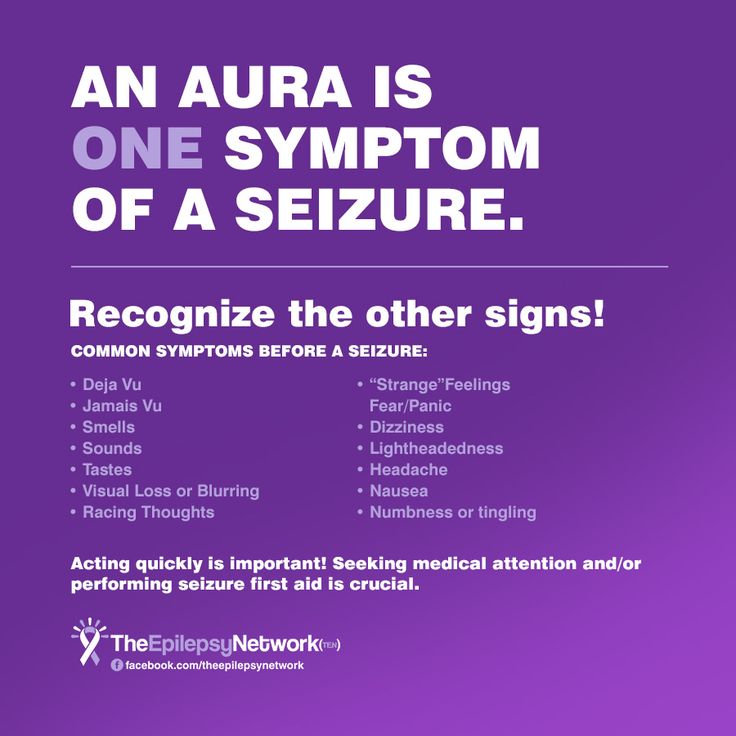 AN AURA IS
ONE SYMPTOM
OF A SEIZURE.
Recognize the other signs!
COMMON SYMPTOMS BEFORE A SEIZURE:
• Deja Vu
• Jamais Vu
• Smells
• Sounds
• Tastes
• Visual Loss or Blurring
• Racing Thoughts
• “Strange”Feelings
Fear/Panic
• Dizziness
• Lightheadedness
• Headache
• Nausea
• Numbness or tingling
Acting quickly is important! Seeking medical attention and/or
performing seizure first aid is crucial.
TheEpilepsyNetwork(TEN)
f facebook.com/theepilepsynetwork